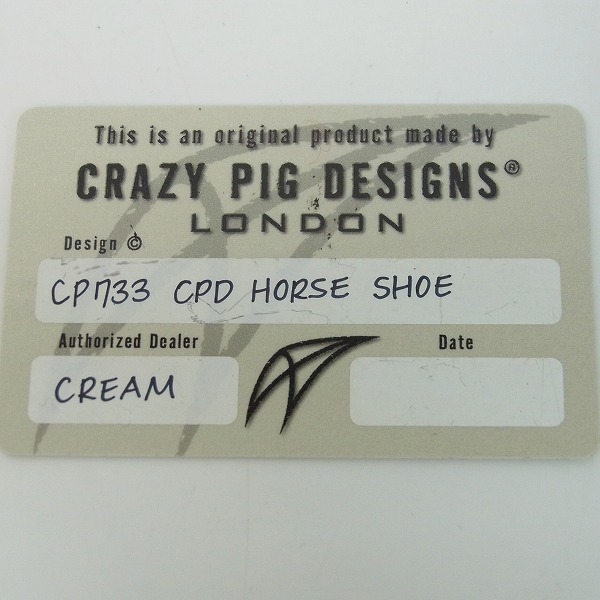 This is an original product made by
CRAZY PIG DESIGNS®
LONDON
Design ©
CP733 CPD HORSE SHOE
Authorized Dealer
Date
CREAM